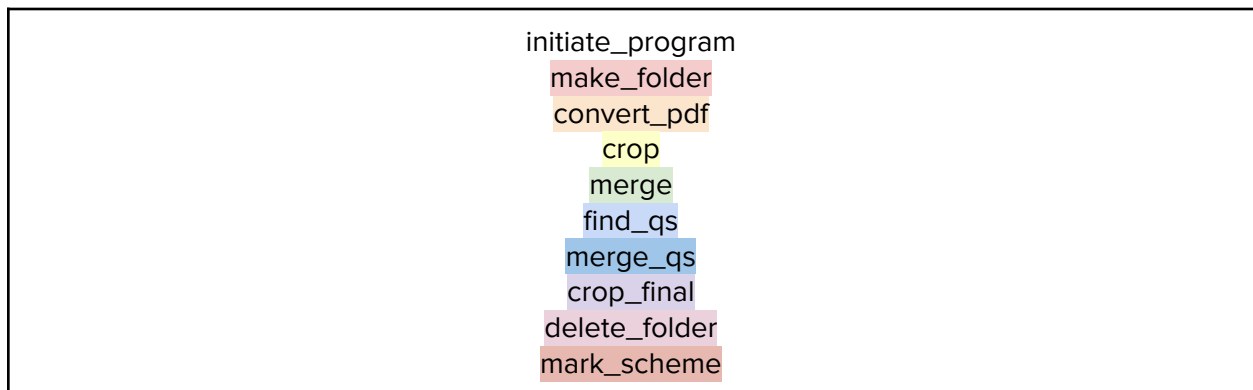 initiate_program
make_folder
convert_pdf
crop
merge
find_qs
merge_qs
crop_final
delete_folder
mark_scheme